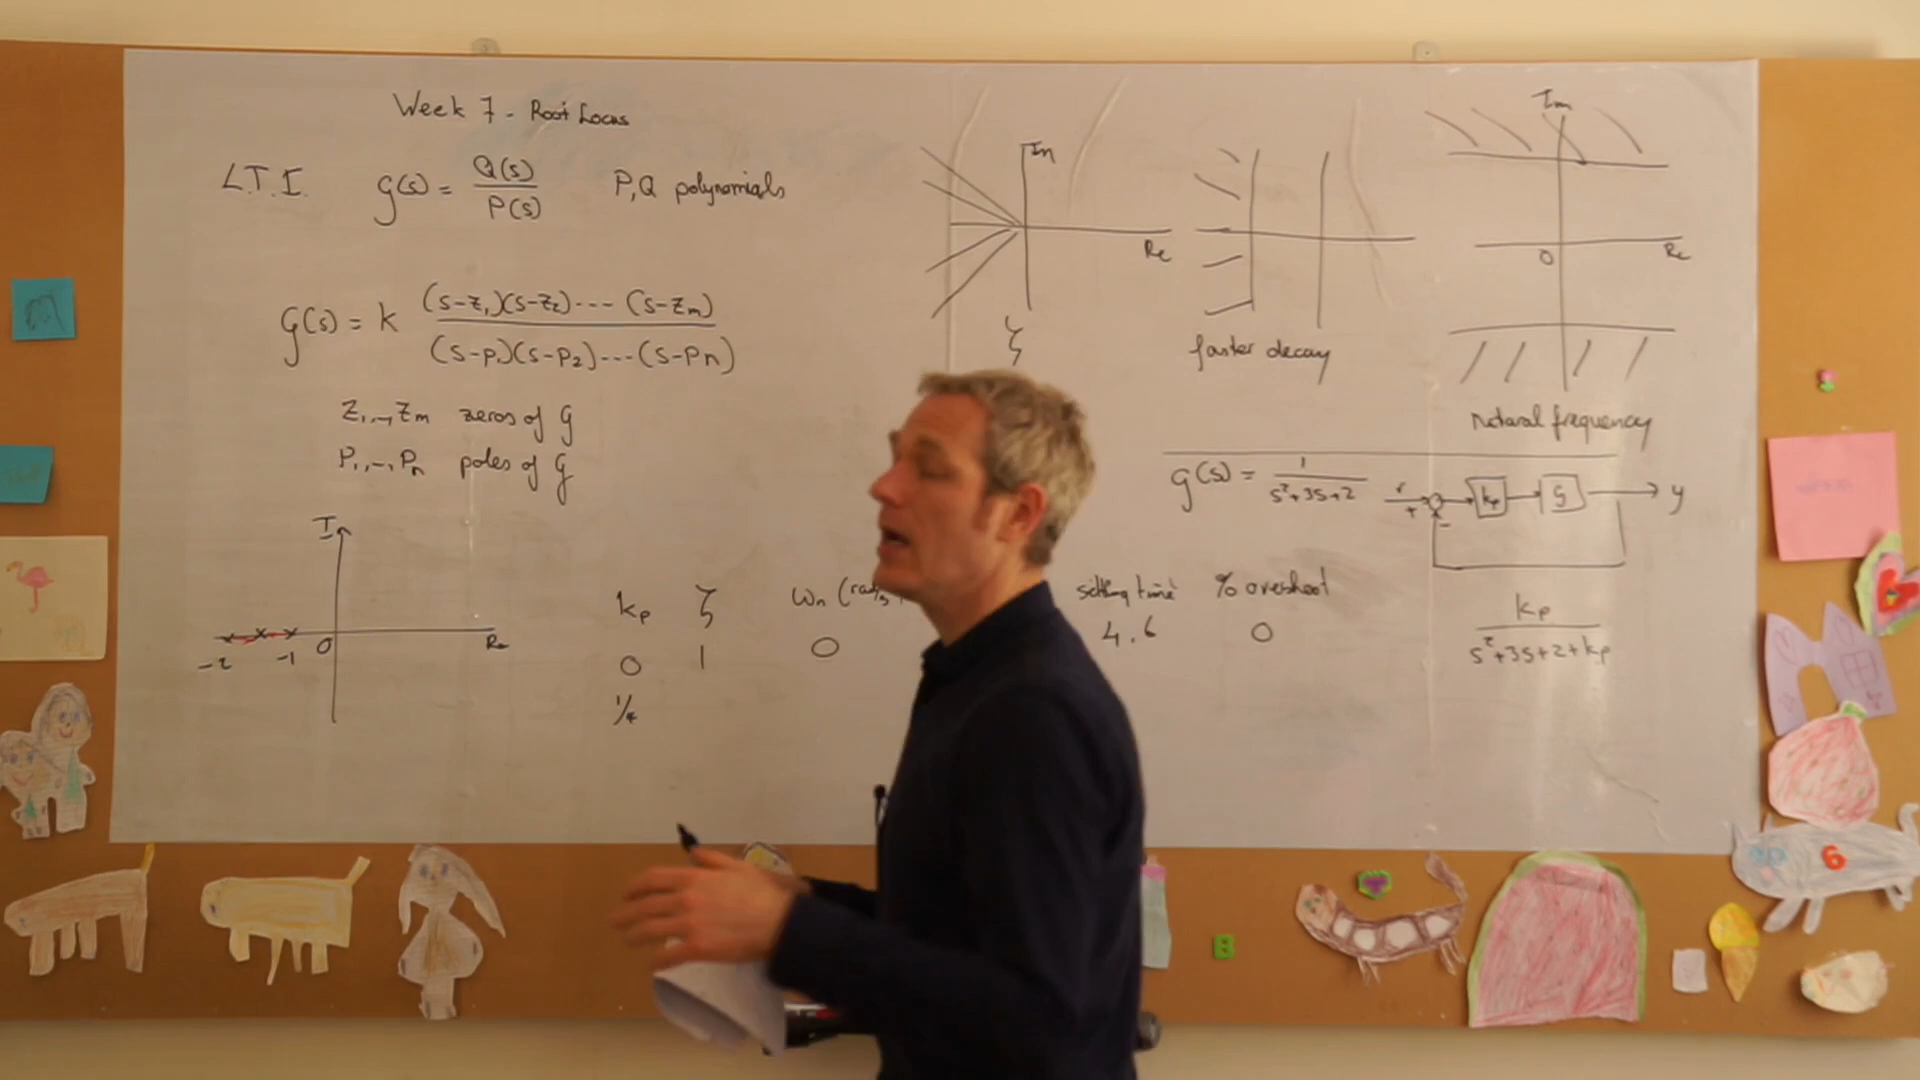 Week 7 - Root Locus
L.T.I. G(s) = Q(s) / P(s) P,Q polynomials
G(s) = k (s-z₁)(s-z₂)---(s-zm) / (s-p₁)(s-p₂)---(s-pn)
z₁,--,zm zeros of G
P₁,--,Pn poles of G
Im
Re
-2 -1 0
Im
Re
ζ
faster decay
Im
0 Re
natural frequency
G(s) = 1 / s²+3s+2
r + - kp G y
kp ζ ωn (rad/s settling time % overshoot
0 1 0 4.6 0
1/4
kp / s²+3s+2+kp
6
B